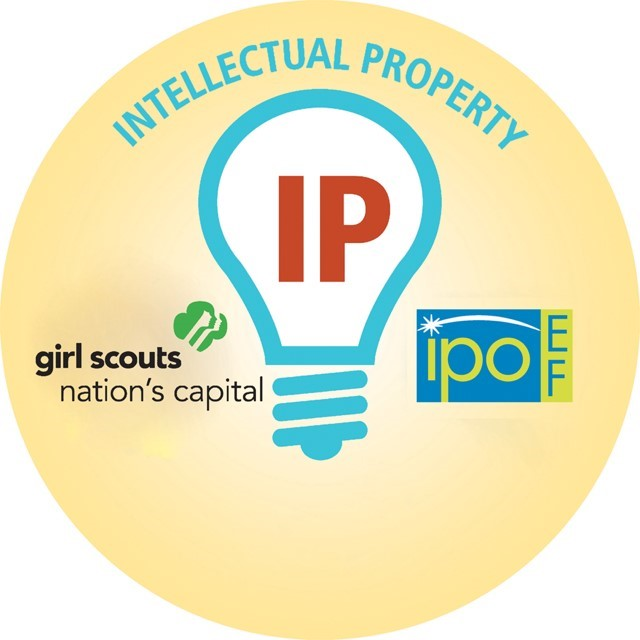 INTELLECTUAL PROPERTY
IP
girl scouts
nation's capital
ipo
EF